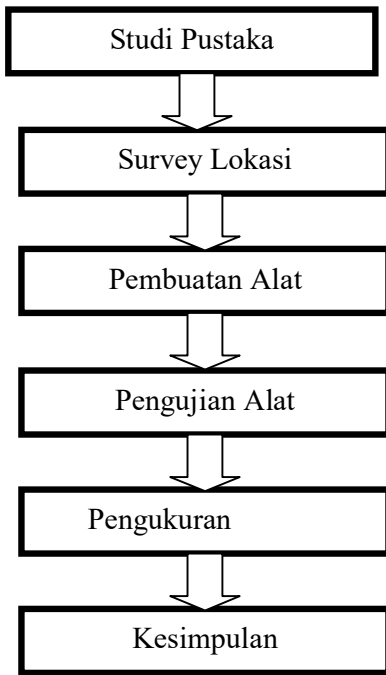 Studi Pustaka
Survey Lokasi
Pembuatan Alat
Pengujian Alat
Pengukuran
Kesimpulan